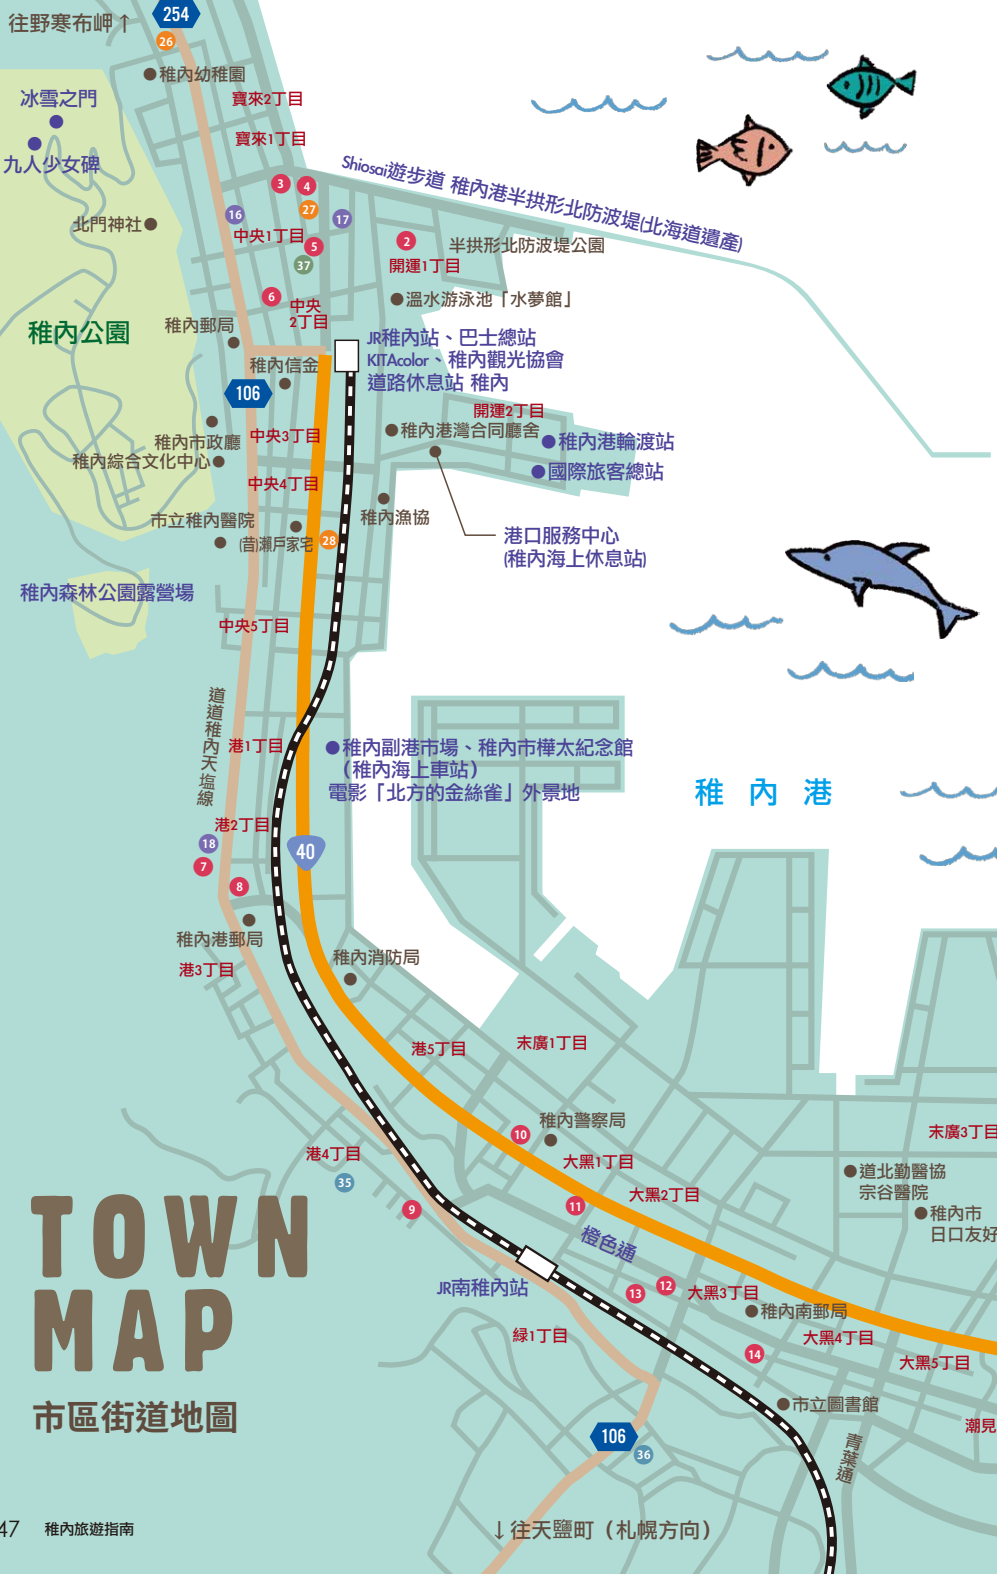 往野寒布岬↑
254
26
稚內幼稚園
冰雪之門
九人少女碑
寶來2丁目
寶來1丁目
Shiosai遊步道 稚內港半拱形北防波堤(北海道遺產)
3
4
27
16
17
北門神社
中央1丁目
5
37
2
半拱形北防波堤公園
開運1丁目
6
中央
2丁目
溫水游泳池「水夢館」
稚內公園
稚內郵局
JR稚內站、巴士總站
KITAcolor、稚內觀光協會
道路休息站 稚內
稚內信金
106
開運2丁目
稚內港灣合同廳舍
稚內港輪渡站
國際旅客總站
稚內市政廳
中央3丁目
稚內綜合文化中心
中央4丁目
稚內漁協
市立稚內醫院
(昔)瀨戶家宅
28
港口服務中心
(稚內海上休息站)
稚內森林公園露營場
中央5丁目
道道稚內天塩線
港1丁目
稚內副港市場、稚內市樺太紀念館
（稚內海上車站）
電影「北方的金絲雀」外景地
稚 內 港
港2丁目
18
7
8
40
稚內港郵局
港3丁目
稚內消防局
港5丁目
末廣1丁目
10
稚內警察局
大黑1丁目
末廣3丁目
港4丁目
35
9
11
大黑2丁目
道北勤醫協
宗谷醫院
稚內市
日口友好
橙色通
TOWN
MAP
市區街道地圖
JR南稚內站
13
12
大黑3丁目
稚內南郵局
緑1丁目
大黑4丁目
14
大黑5丁目
市立圖書館
潮見
106
36
青葉通
↓往天鹽町（札幌方向）
47
稚內旅遊指南